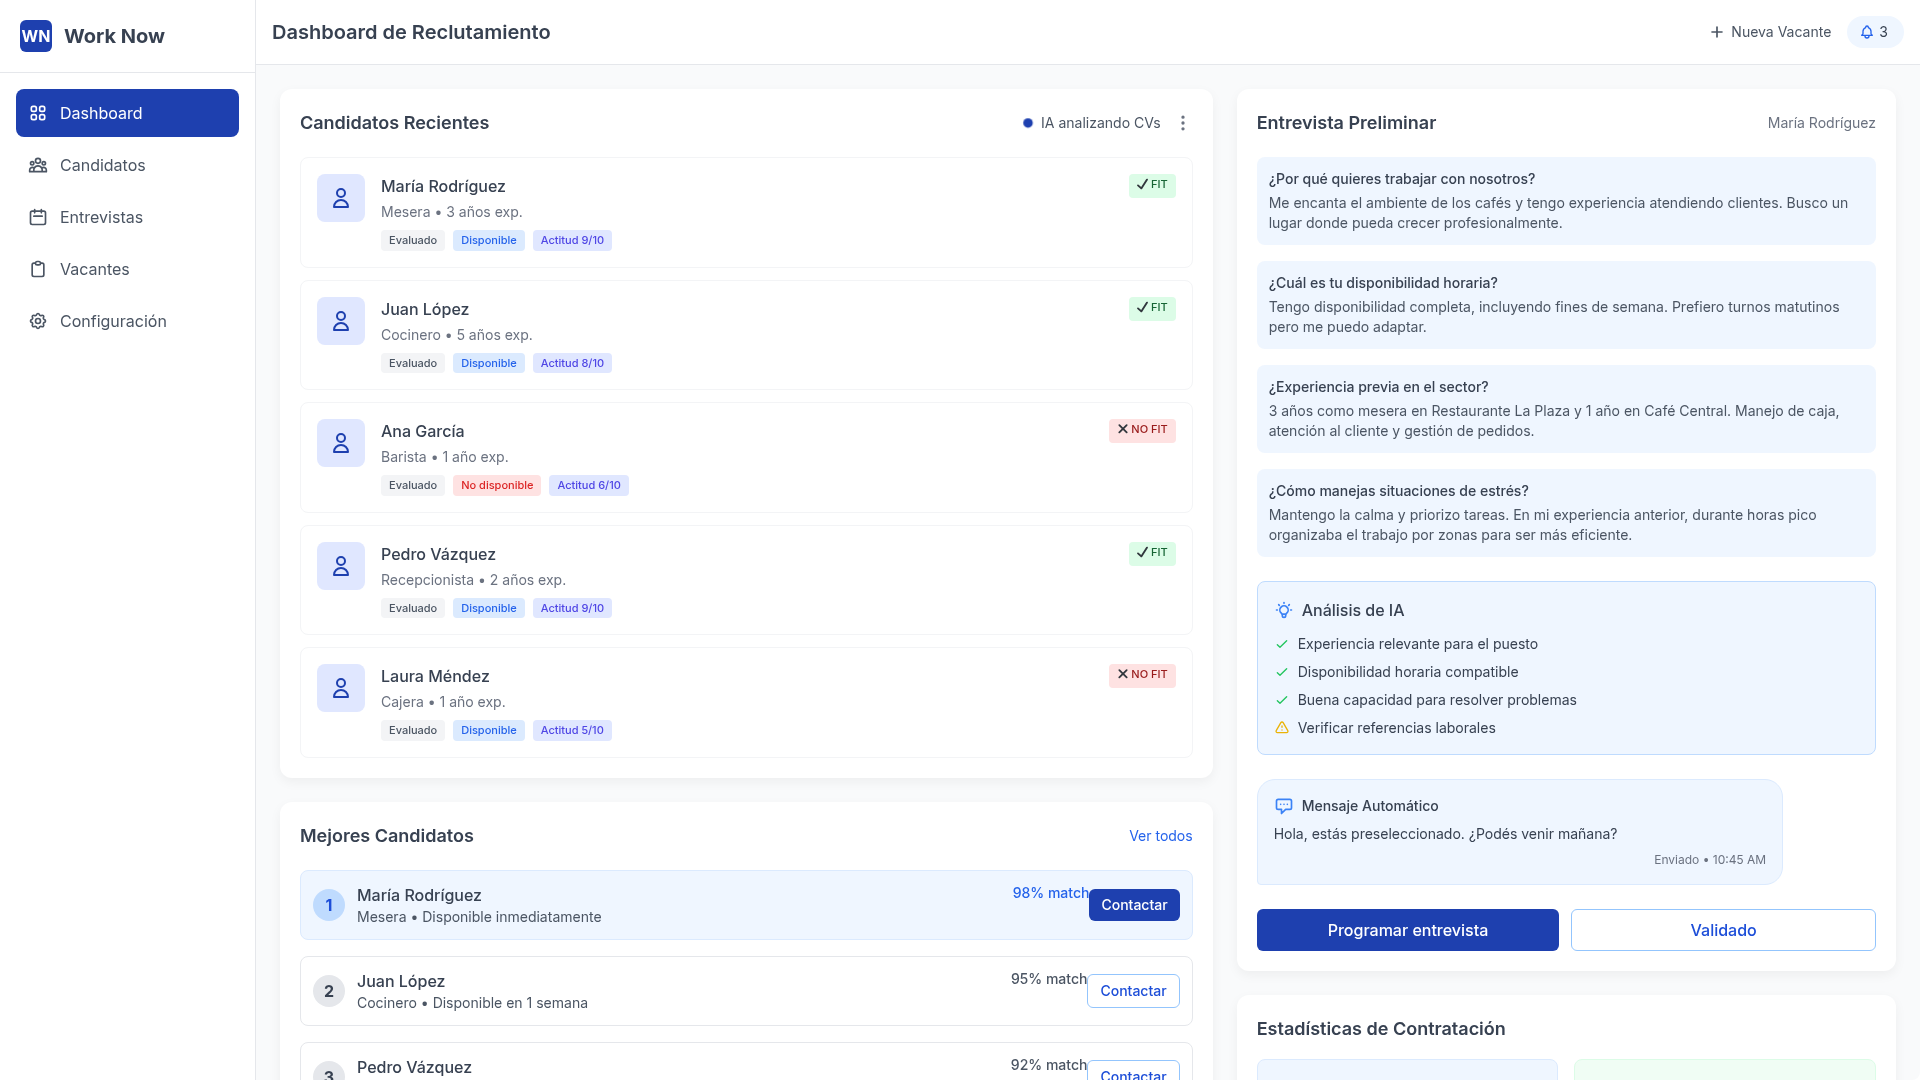 WN Work Now
Dashboard
Candidatos
Entrevistas
Vacantes
Configuración
Dashboard de Reclutamiento
Nueva Vacante
3
Candidatos Recientes
IA analizando CVs
María Rodríguez
FIT
Mesera • 3 años exp.
Evaluado Disponible Actitud 9/10
Juan López
FIT
Cocinero • 5 años exp.
Evaluado Disponible Actitud 8/10
Ana García
NO FIT
Barista • 1 año exp.
Evaluado No disponible Actitud 6/10
Pedro Vázquez
FIT
Recepcionista • 2 años exp.
Evaluado Disponible Actitud 9/10
Laura Méndez
NO FIT
Cajera • 1 año exp.
Evaluado Disponible Actitud 5/10
Mejores Candidatos
Ver todos
1
María Rodríguez
Mesera • Disponible inmediatamente
98% match
Contactar
2
Juan López
Cocinero • Disponible en 1 semana
95% match
Contactar
3
Pedro Vázquez
92% match
Contactar
Entrevista Preliminar
María Rodríguez
¿Por qué quieres trabajar con nosotros?
Me encanta el ambiente de los cafés y tengo experiencia atendiendo clientes. Busco un
lugar donde pueda crecer profesionalmente.
¿Cuál es tu disponibilidad horaria?
Tengo disponibilidad completa, incluyendo fines de semana. Prefiero turnos matutinos
pero me puedo adaptar.
¿Experiencia previa en el sector?
3 años como mesera en Restaurante La Plaza y 1 año en Café Central. Manejo de caja,
atención al cliente y gestión de pedidos.
¿Cómo manejas situaciones de estrés?
Mantengo la calma y priorizo tareas. En mi experiencia anterior, durante horas pico
organizaba el trabajo por zonas para ser más eficiente.
Análisis de IA
Experiencia relevante para el puesto
Disponibilidad horaria compatible
Buena capacidad para resolver problemas
Verificar referencias laborales
Mensaje Automático
Hola, estás preseleccionado. ¿Podés venir mañana?
Enviado • 10:45 AM
Programar entrevista
Validado
Estadísticas de Contratación